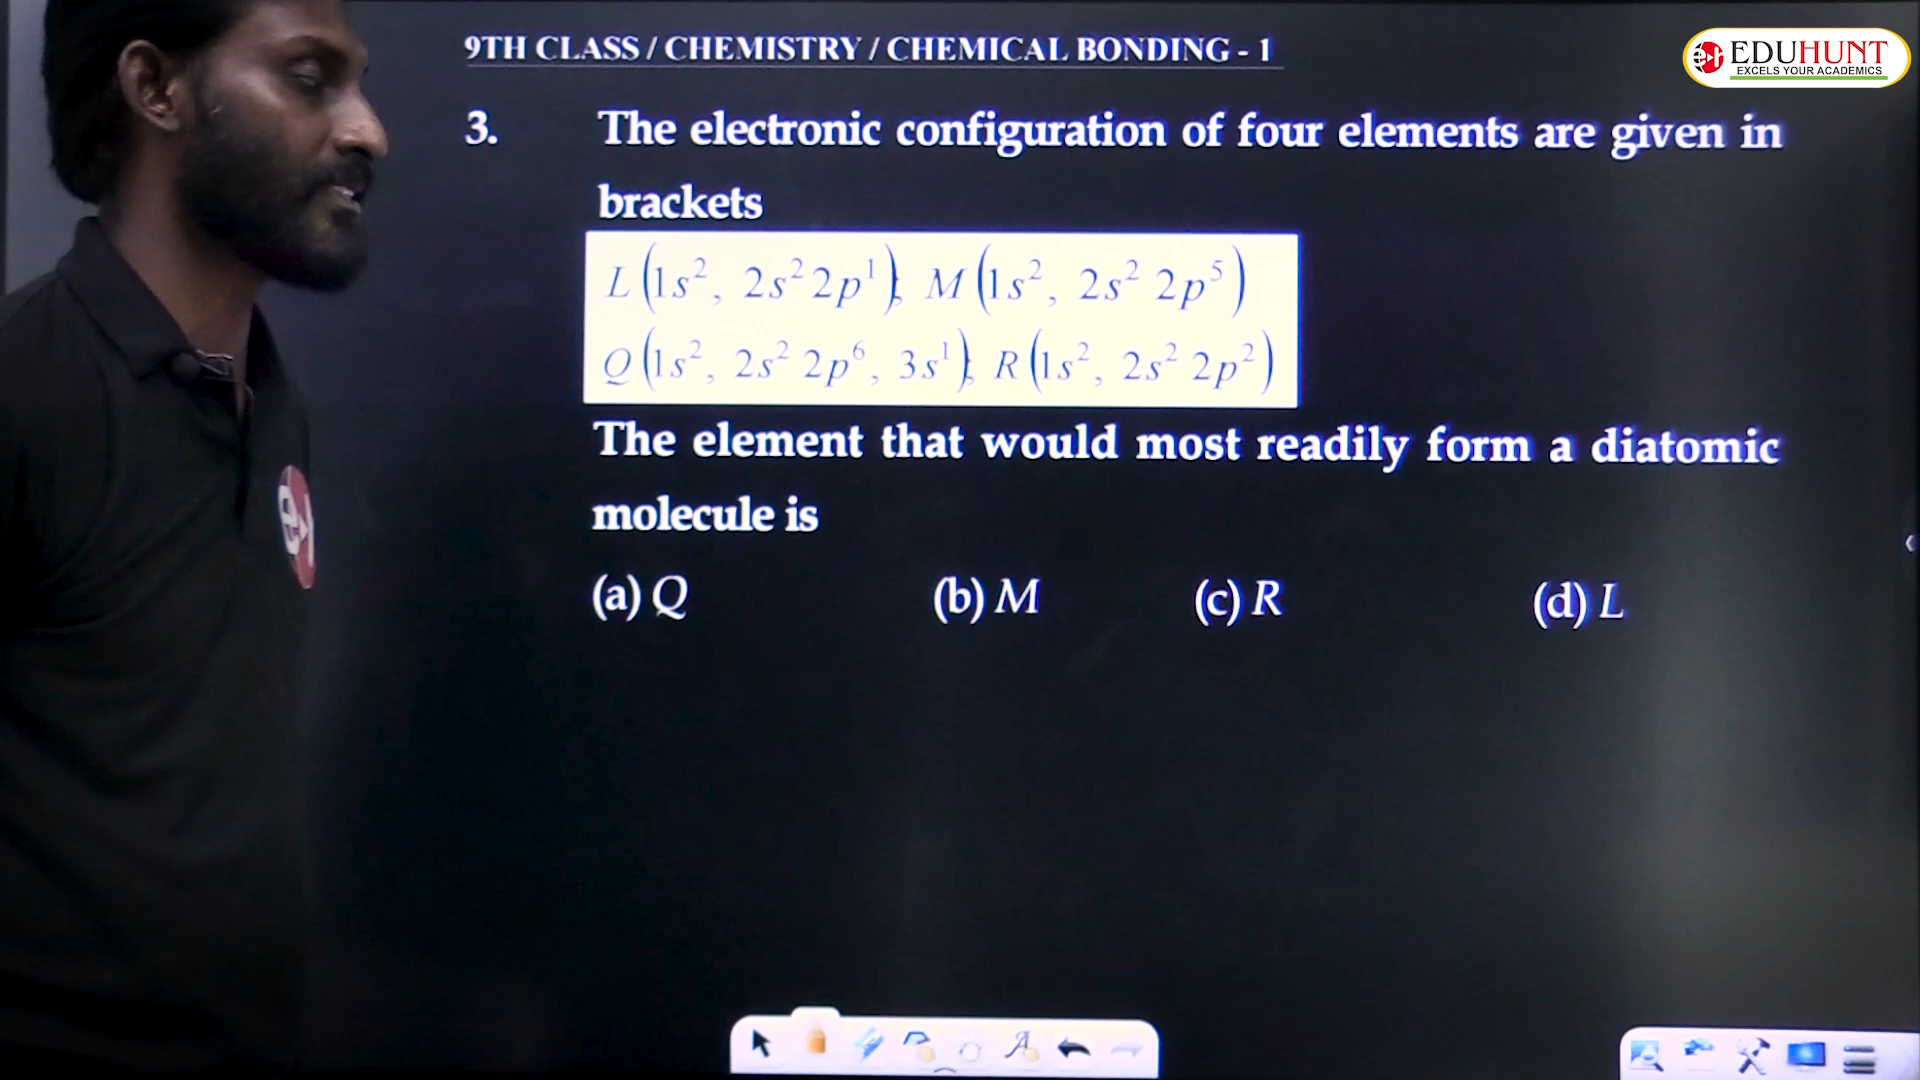 9TH CLASS / CHEMISTRY / CHEMICAL BONDING - 1
EDUHUNT
EXCELS YOUR ACADEMICS
3. The electronic configuration of four elements are given in
brackets
L(1s², 2s² 2p¹); M(1s², 2s² 2p⁵)
Q(1s², 2s² 2p⁶, 3s¹); R(1s², 2s² 2p²)
The element that would most readily form a diatomic
molecule is
(a) Q (b) M (c) R (d) L